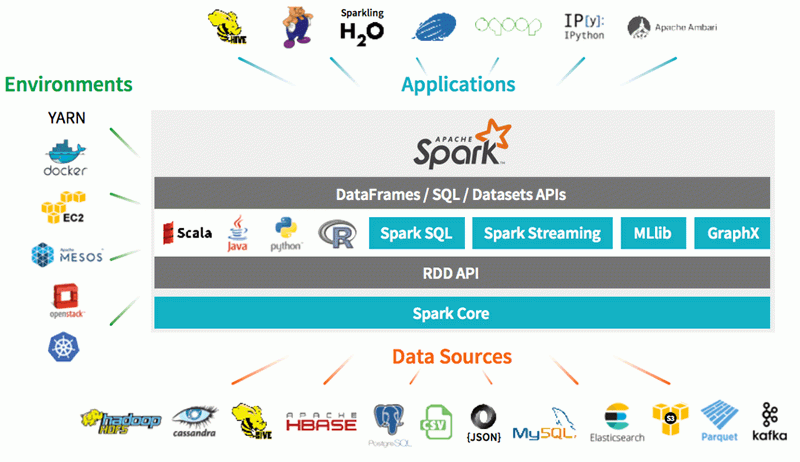 HIVE
Sparkling
H2O
sqoop
IP[y]:
IPython
Apache Ambari
Environments
Applications
YARN
docker
EC2
Apache
MESOS
openstack
APACHE
Spark
DataFrames / SQL / Datasets APIs
Scala
Java
python
R
Spark SQL
Spark Streaming
MLlib
GraphX
RDD API
Spark Core
Data Sources
hadoop
HDFS
cassandra
HIVE
APACHE
HBASE
PostgreSQL
CSV
{JSON}
MySQL
Elasticsearch
S3
Parquet
kafka